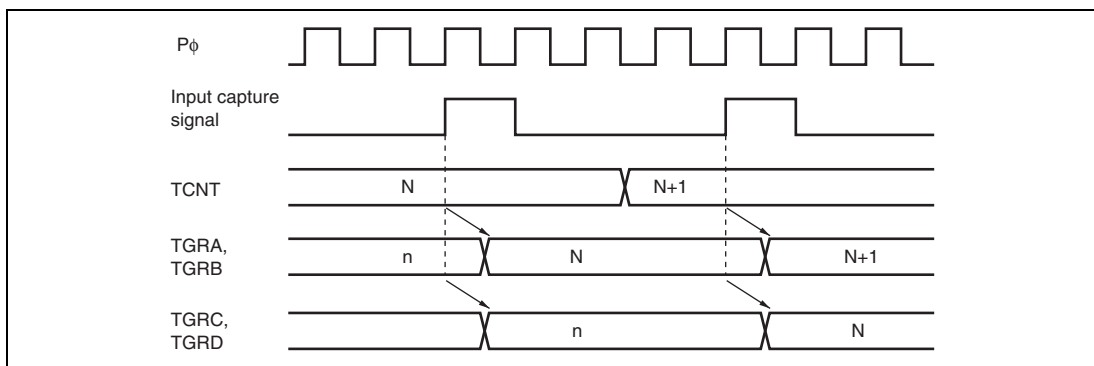 Pϕ
Input capture
signal
TCNT
N
N+1
TGRA,
TGRB
n
N
N+1
TGRC,
TGRD
n
N